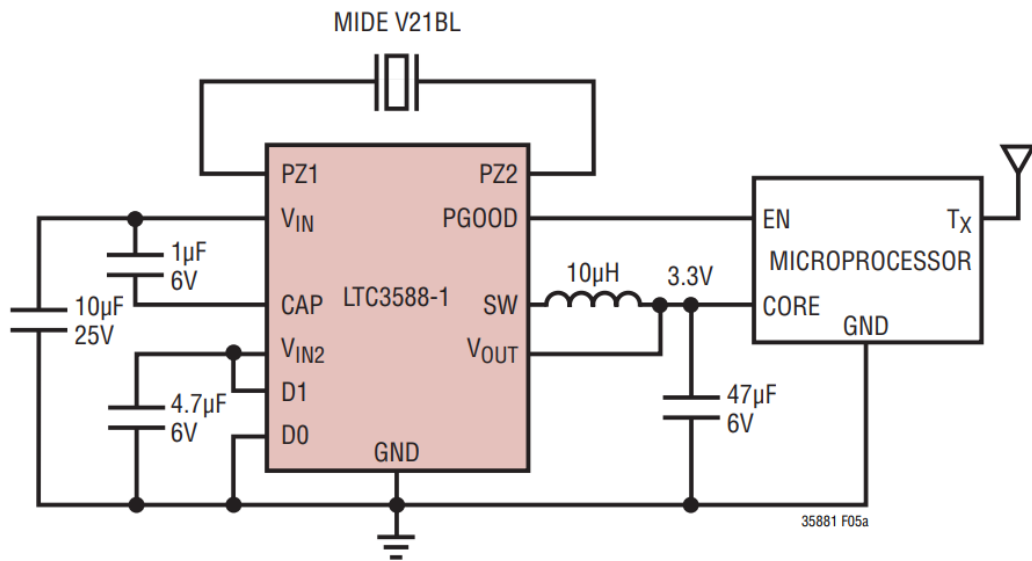 MIDE V21BL
PZ1
PZ2
VIN
PGOOD
EN
TX
1µF
6V
MICROPROCESSOR
10µH
3.3V
10µF
25V
CAP
LTC3588-1
SW
CORE
GND
VIN2
VOUT
D1
4.7µF
6V
47µF
6V
D0
GND
35881 F05a